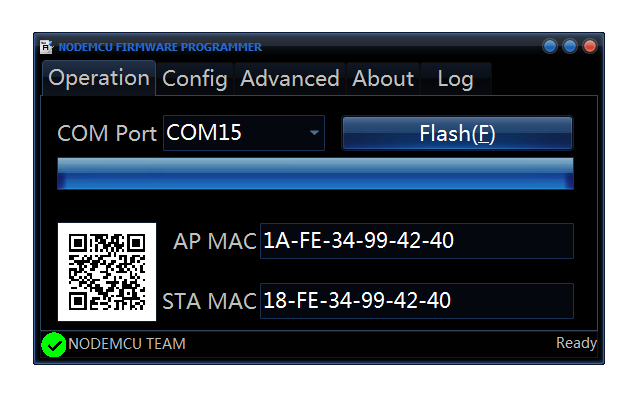 NODEMCU FIRMWARE PROGRAMMER
Operation Config Advanced About Log
COM Port COM15 Flash(F)
AP MAC 1A-FE-34-99-42-40
STA MAC 18-FE-34-99-42-40
NODEMCU TEAM Ready